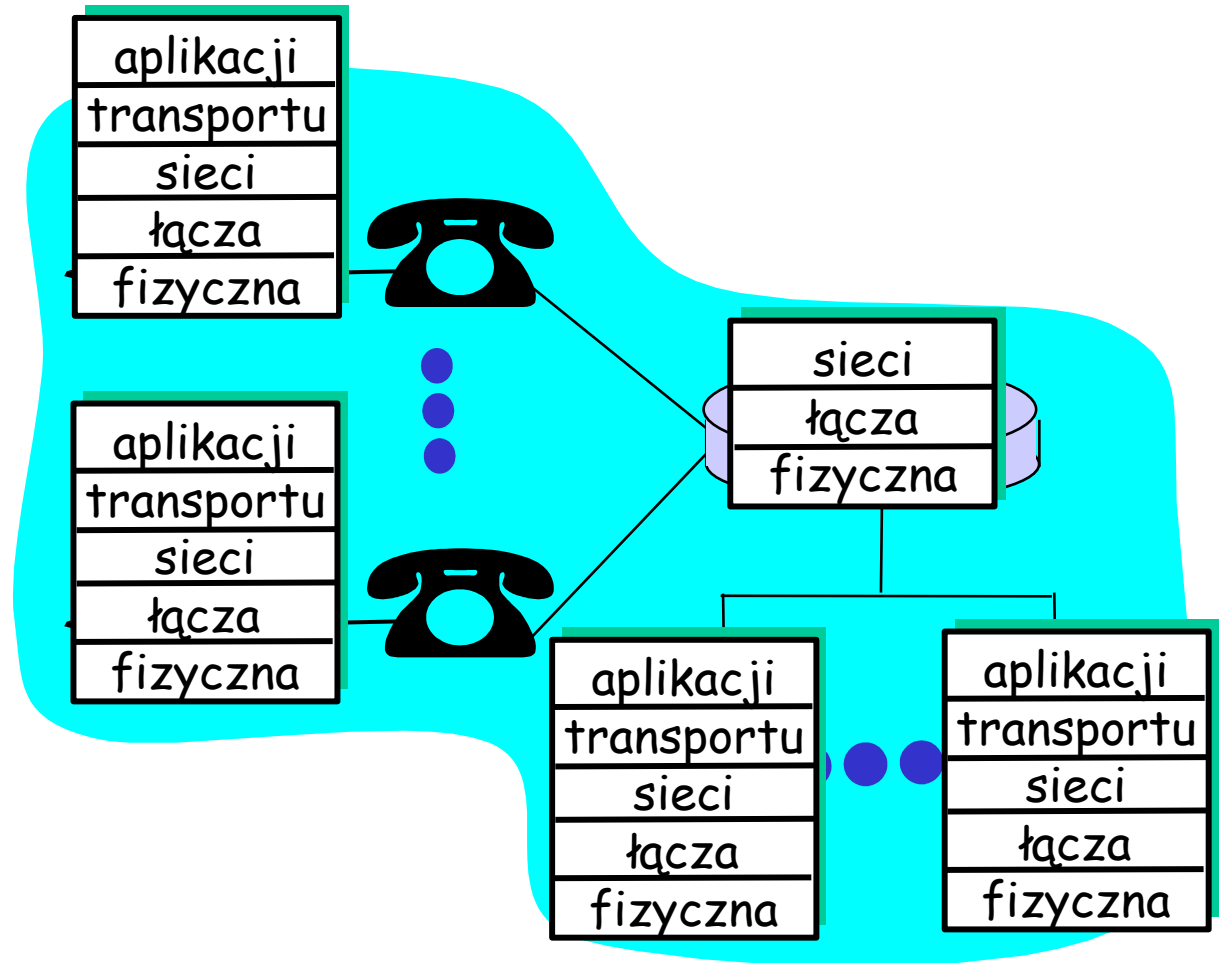 aplikacji
transportu
sieci
łącza
fizyczna
sieci
łącza
fizyczna
aplikacji
transportu
sieci
łącza
fizyczna
aplikacji
transportu
sieci
łącza
fizyczna
aplikacji
transportu
sieci
łącza
fizyczna